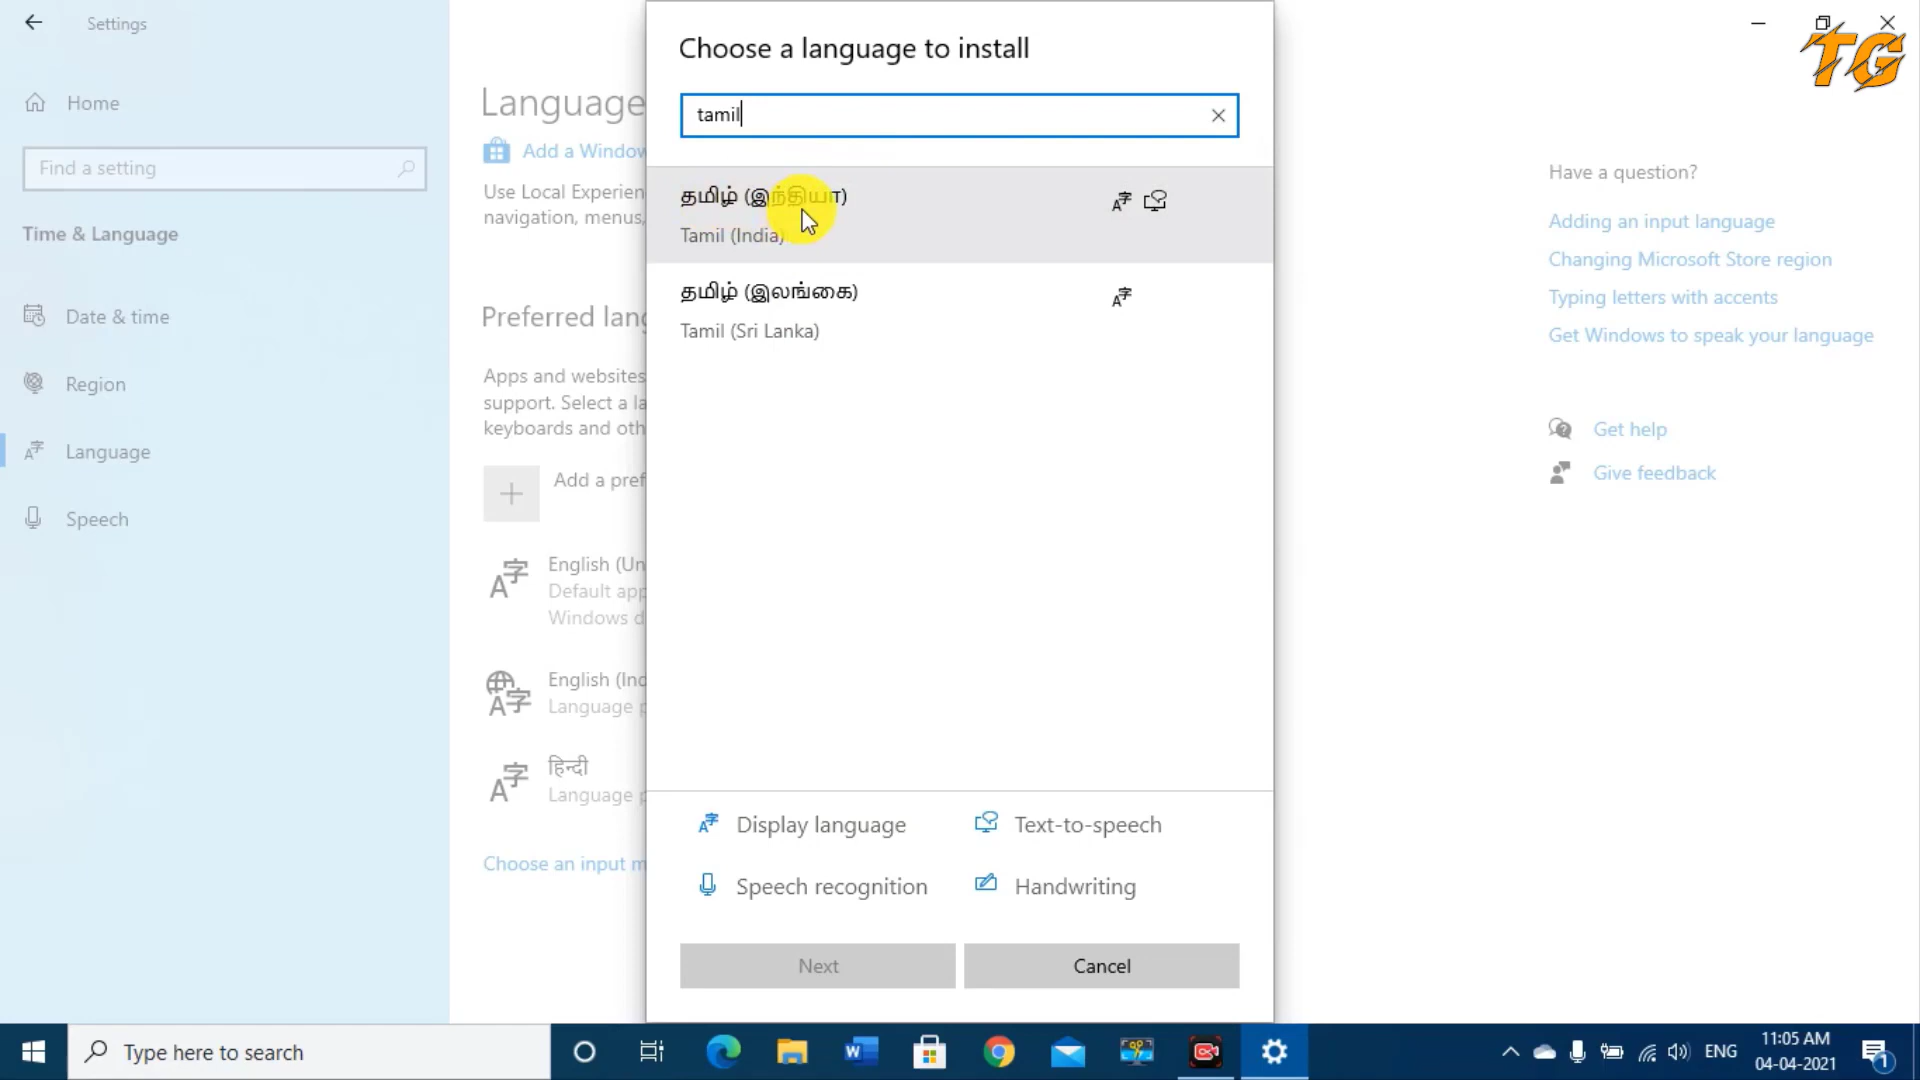 Settings
TG
Home
Find a setting
Time & Language
Date & time
Region
Language
Speech
Language
Add a Window
Use Local Experien
navigation, menus,
Preferred lang
Apps and websites
support. Select a la
keyboards and oth
Add a pref
English (Un
Default app
Windows d
English (Ind
Language p
हिन्दी
Language p
Choose an input m
Choose a language to install
tamil
தமிழ் (இந்தியா)
Tamil (India)
தமிழ் (இலங்கை)
Tamil (Sri Lanka)
Display language
Text-to-speech
Speech recognition
Handwriting
Next
Cancel
Have a question?
Adding an input language
Changing Microsoft Store region
Typing letters with accents
Get Windows to speak your language
Get help
Give feedback
Type here to search
ENG
11:05 AM
04-04-2021
1